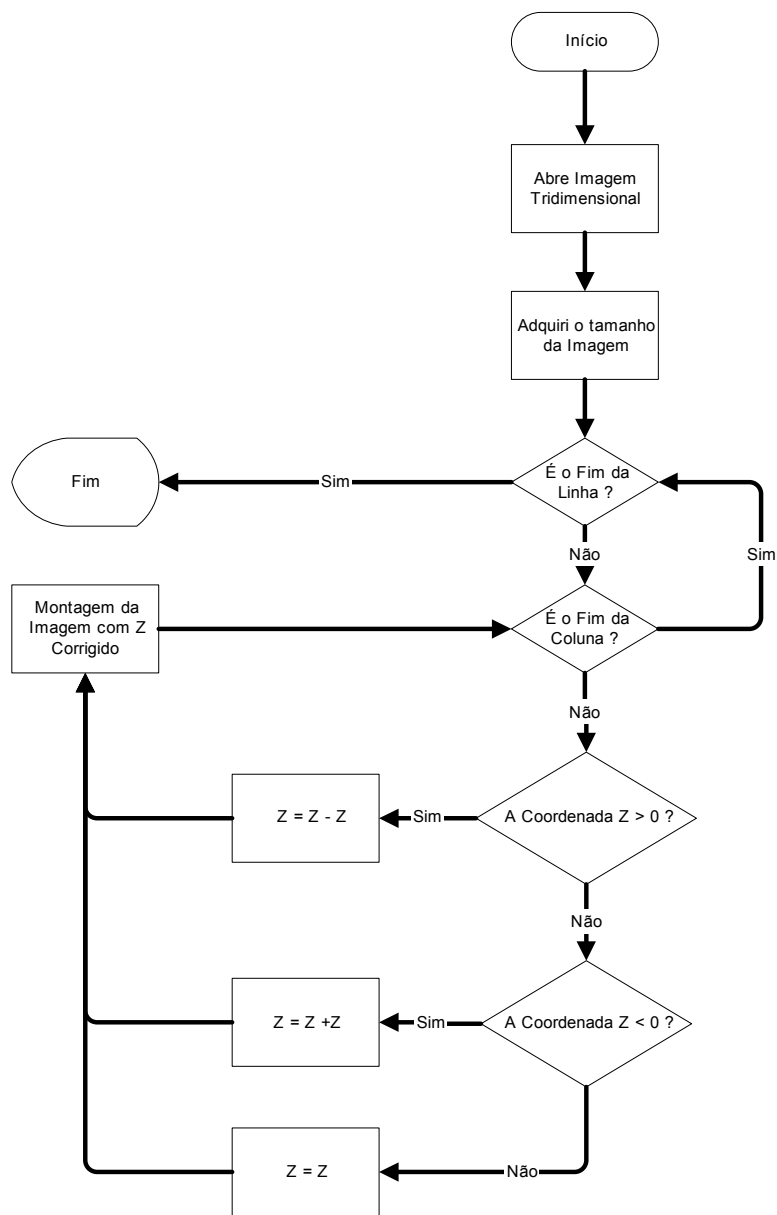 Início
Abre Imagem
Tridimensional
Adquiri o tamanho
da Imagem
É o Fim da
Linha ?
Sim
Fim
Não
Sim
Montagem da
Imagem com Z
Corrigido
É o Fim da
Coluna ?
Não
Z = Z - Z
Sim
A Coordenada Z > 0 ?
Não
Z = Z +Z
Sim
A Coordenada Z < 0 ?
Z = Z
Não